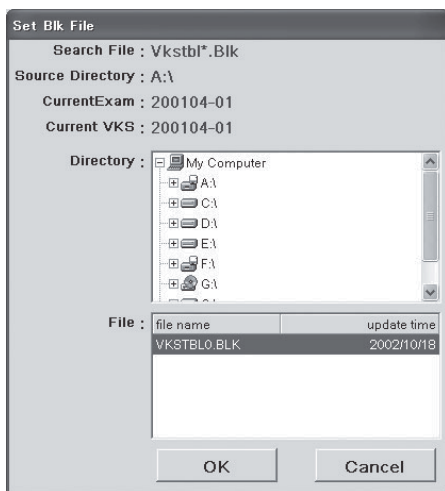 Set Blk File
Search File : Vkstbl*.Blk
Source Directory : A:\
CurrentExam : 200104-01
Current VKS : 200104-01
Directory : My Computer
A:\
C:\
D:\
E:\
F:\
G:\
File : file name update time
VKSTBL0.BLK 2002/10/18
OK Cancel